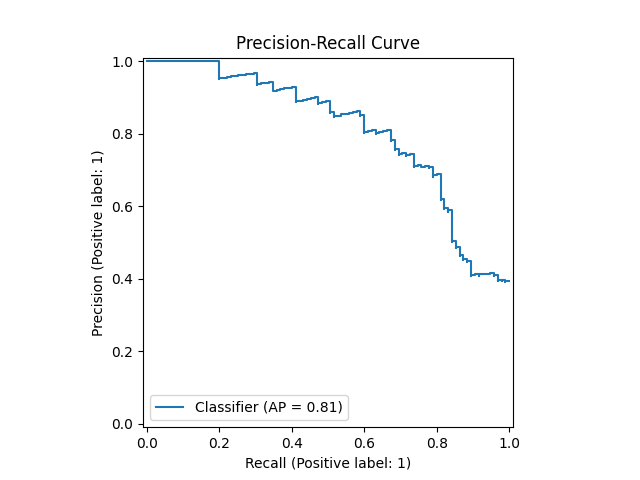 Precision-Recall Curve
1.0
0.8
0.6
0.4
0.2
0.0
Precision (Positive label: 1)
Classifier (AP = 0.81)
0.0 0.2 0.4 0.6 0.8 1.0
Recall (Positive label: 1)